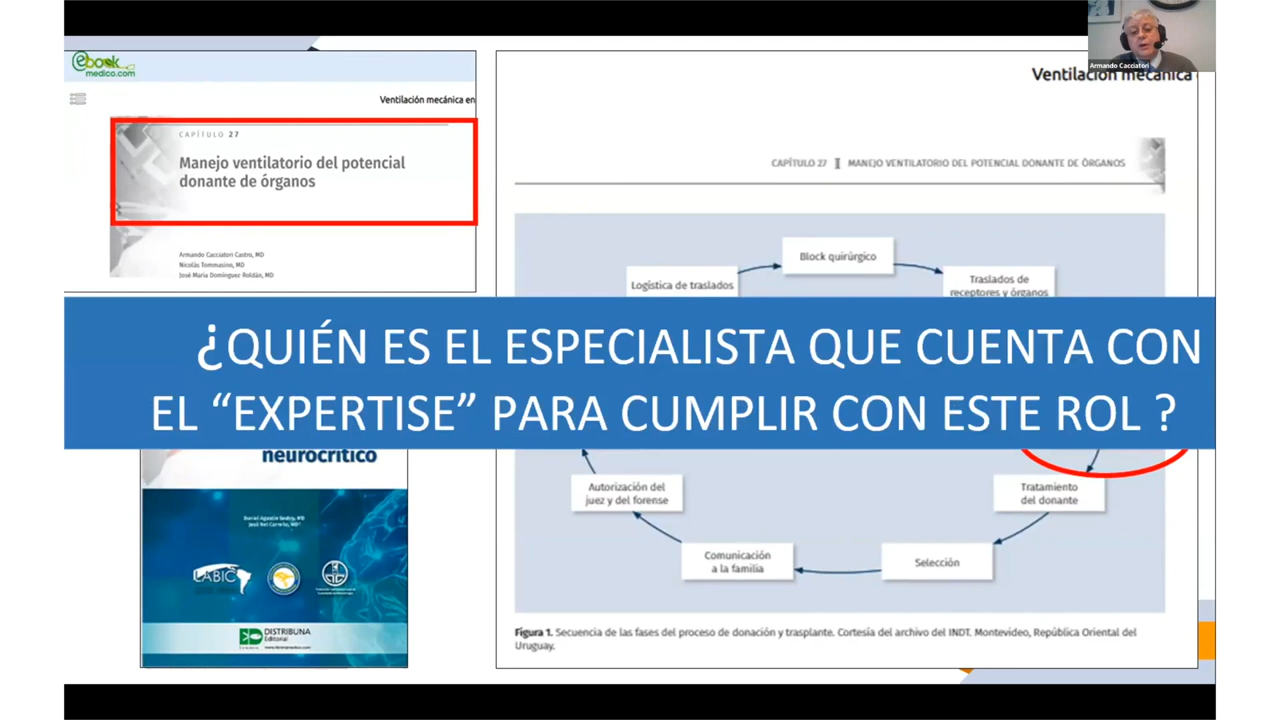 ebook
medico.com
Ventilación mecánica en
CAPÍTULO 27
Manejo ventilatorio del potencial
donante de órganos
Armando Cacciatori Castro, MD
Nicolás Tommasino, MD
José María Domínguez Roldán, MD
Armando Cacciatori
Ventilación mecánica
CAPÍTULO 27 MANEJO VENTILATORIO DEL POTENCIAL DONANTE DE ÓRGANOS
Block quirúrgico
Logística de traslados
Traslados de
receptores y órganos
¿QUIÉN ES EL ESPECIALISTA QUE CUENTA CON
EL “EXPERTISE” PARA CUMPLIR CON ESTE ROL ?
neurocrítico
LABIC
DISTRIBUNA
Editorial
Autorización del
juez y del forense
Tratamiento
del donante
Comunicación
a la familia
Selección
Figura 1. Secuencia de las fases del proceso de donación y trasplante. Cortesía del archivo del INDT. Montevideo, República Oriental del
Uruguay.